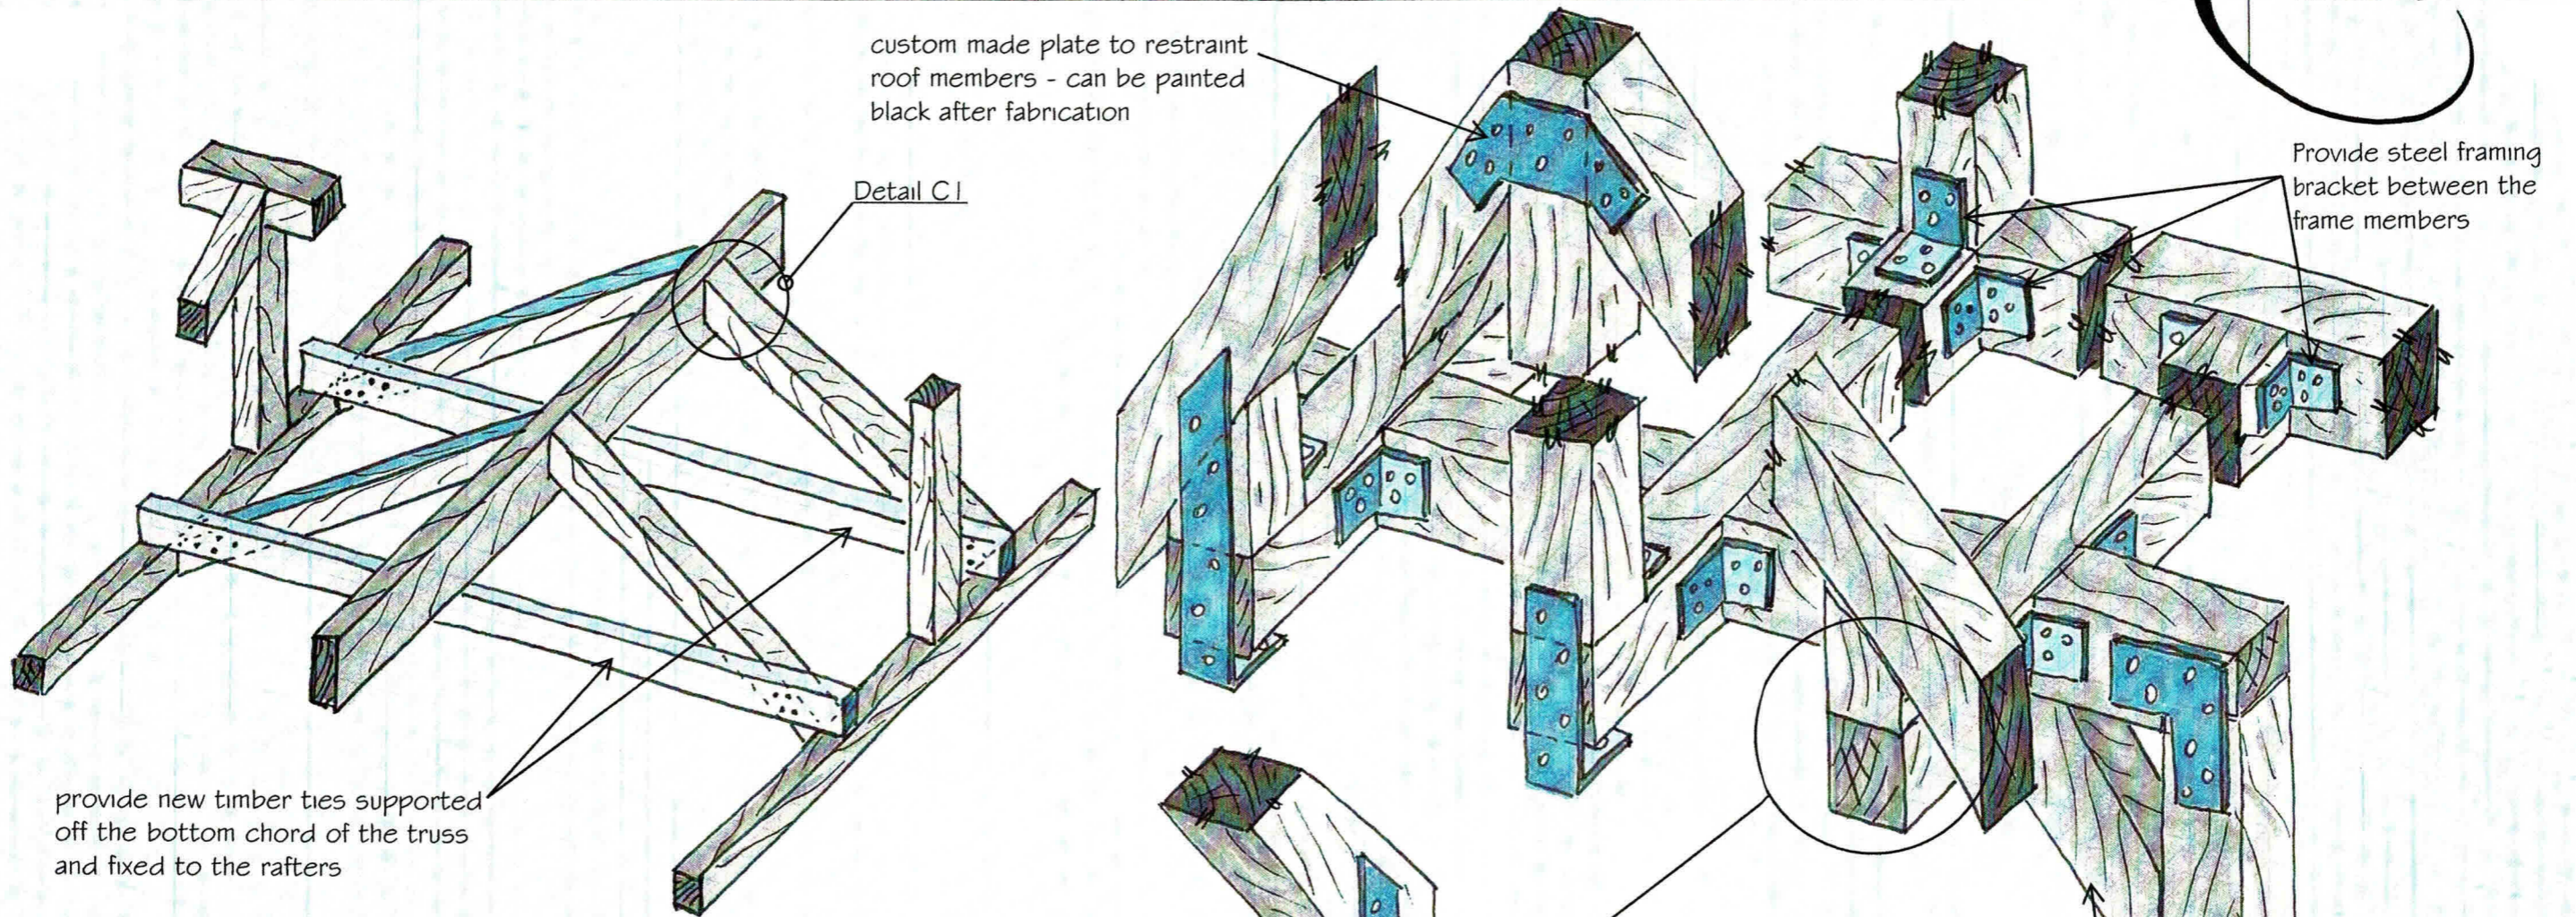 custom made plate to restraint
roof members - can be painted
black after fabrication
Detail C1
Provide steel framing
bracket between the
frame members
provide new timber ties supported
off the bottom chord of the truss
and fixed to the rafters